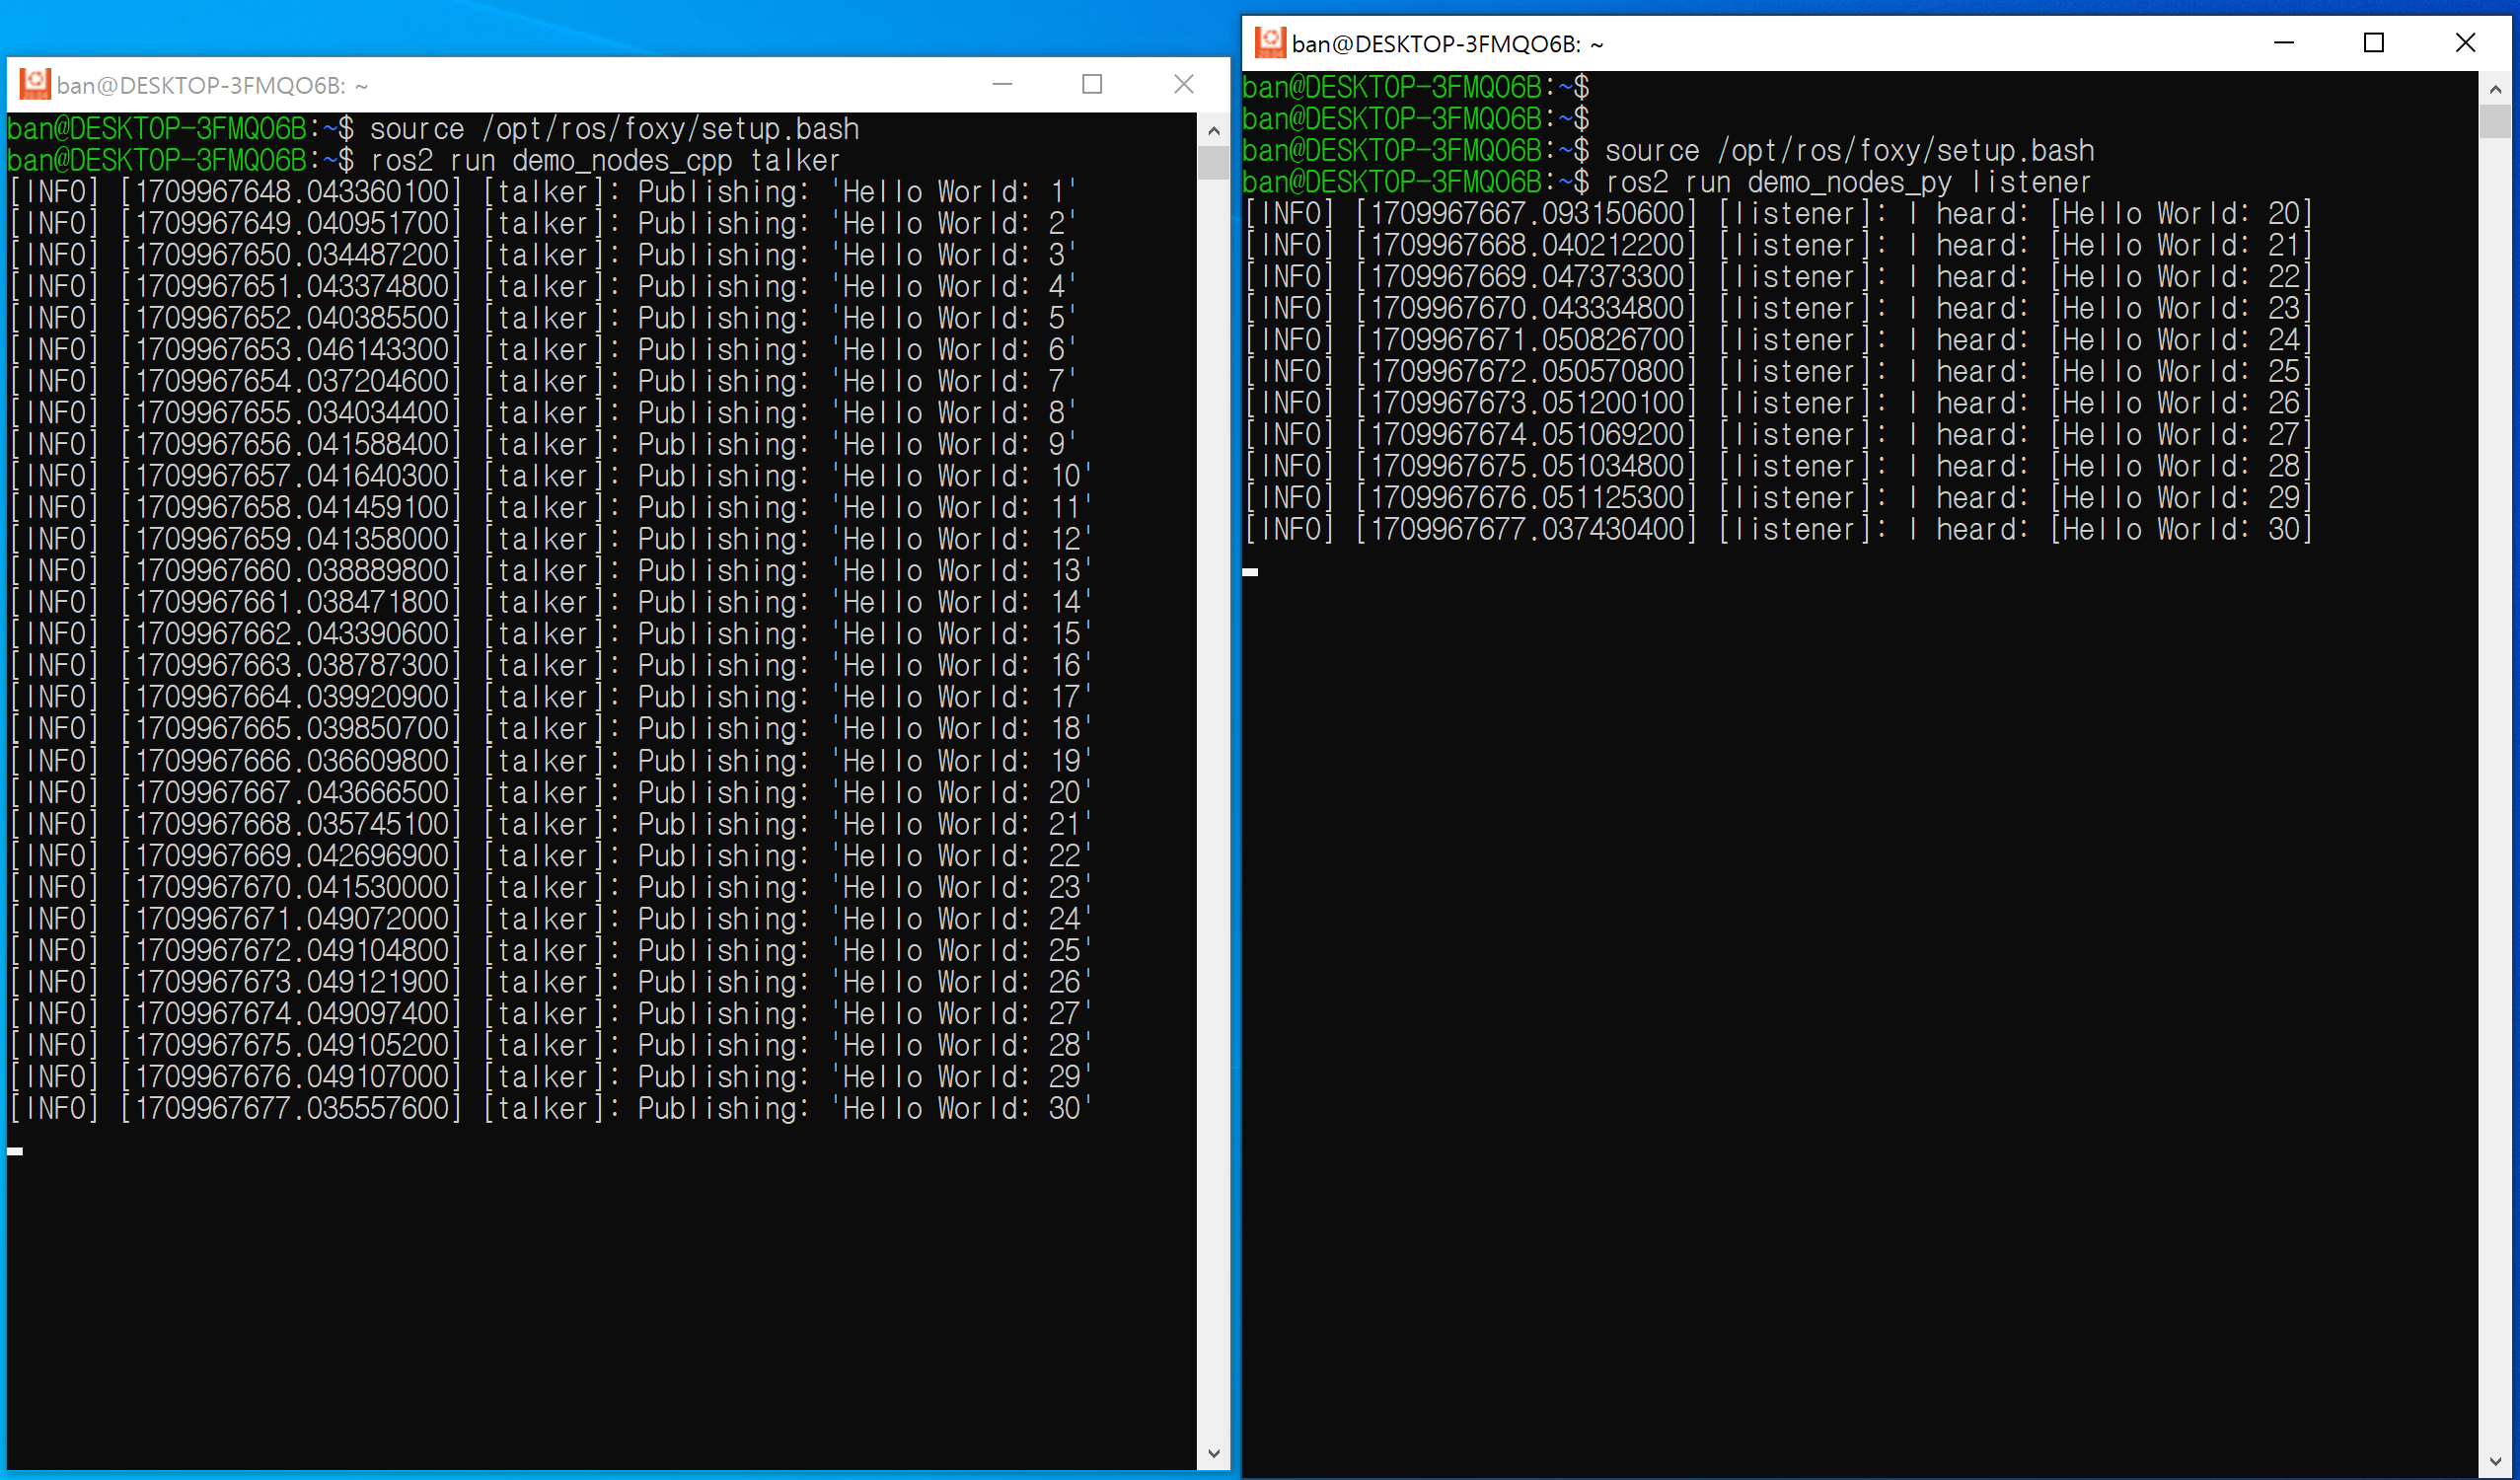 ban@DESKTOP-3FMQO6B: ~
ban@DESKTOP-3FMQO6B:~$ source /opt/ros/foxy/setup.bash
ban@DESKTOP-3FMQO6B:~$ ros2 run demo_nodes_cpp talker
[INFO] [1709967648.043360100] [talker]: Publishing: 'Hello World: 1'
[INFO] [1709967649.040951700] [talker]: Publishing: 'Hello World: 2'
[INFO] [1709967650.034487200] [talker]: Publishing: 'Hello World: 3'
[INFO] [1709967651.043374800] [talker]: Publishing: 'Hello World: 4'
[INFO] [1709967652.040385500] [talker]: Publishing: 'Hello World: 5'
[INFO] [1709967653.046143300] [talker]: Publishing: 'Hello World: 6'
[INFO] [1709967654.037204600] [talker]: Publishing: 'Hello World: 7'
[INFO] [1709967655.034034400] [talker]: Publishing: 'Hello World: 8'
[INFO] [1709967656.041588400] [talker]: Publishing: 'Hello World: 9'
[INFO] [1709967657.041640300] [talker]: Publishing: 'Hello World: 10'
[INFO] [1709967658.041459100] [talker]: Publishing: 'Hello World: 11'
[INFO] [1709967659.041358000] [talker]: Publishing: 'Hello World: 12'
[INFO] [1709967660.038889800] [talker]: Publishing: 'Hello World: 13'
[INFO] [1709967661.038471800] [talker]: Publishing: 'Hello World: 14'
[INFO] [1709967662.043390600] [talker]: Publishing: 'Hello World: 15'
[INFO] [1709967663.038787300] [talker]: Publishing: 'Hello World: 16'
[INFO] [1709967664.039920900] [talker]: Publishing: 'Hello World: 17'
[INFO] [1709967665.039850700] [talker]: Publishing: 'Hello World: 18'
[INFO] [1709967666.036609800] [talker]: Publishing: 'Hello World: 19'
[INFO] [1709967667.043666500] [talker]: Publishing: 'Hello World: 20'
[INFO] [1709967668.035745100] [talker]: Publishing: 'Hello World: 21'
[INFO] [1709967669.042696900] [talker]: Publishing: 'Hello World: 22'
[INFO] [1709967670.041530000] [talker]: Publishing: 'Hello World: 23'
[INFO] [1709967671.049072000] [talker]: Publishing: 'Hello World: 24'
[INFO] [1709967672.049104800] [talker]: Publishing: 'Hello World: 25'
[INFO] [1709967673.049121900] [talker]: Publishing: 'Hello World: 26'
[INFO] [1709967674.049097400] [talker]: Publishing: 'Hello World: 27'
[INFO] [1709967675.049105200] [talker]: Publishing: 'Hello World: 28'
[INFO] [1709967676.049107000] [talker]: Publishing: 'Hello World: 29'
[INFO] [1709967677.035557600] [talker]: Publishing: 'Hello World: 30'
ban@DESKTOP-3FMQO6B: ~
ban@DESKTOP-3FMQO6B:~$
ban@DESKTOP-3FMQO6B:~$
ban@DESKTOP-3FMQO6B:~$ source /opt/ros/foxy/setup.bash
ban@DESKTOP-3FMQO6B:~$ ros2 run demo_nodes_py listener
[INFO] [1709967667.093150600] [listener]: I heard: [Hello World: 20]
[INFO] [1709967668.040212200] [listener]: I heard: [Hello World: 21]
[INFO] [1709967669.047373300] [listener]: I heard: [Hello World: 22]
[INFO] [1709967670.043334800] [listener]: I heard: [Hello World: 23]
[INFO] [1709967671.050826700] [listener]: I heard: [Hello World: 24]
[INFO] [1709967672.050570800] [listener]: I heard: [Hello World: 25]
[INFO] [1709967673.051200100] [listener]: I heard: [Hello World: 26]
[INFO] [1709967674.051069200] [listener]: I heard: [Hello World: 27]
[INFO] [1709967675.051034800] [listener]: I heard: [Hello World: 28]
[INFO] [1709967676.051125300] [listener]: I heard: [Hello World: 29]
[INFO] [1709967677.037430400] [listener]: I heard: [Hello World: 30]